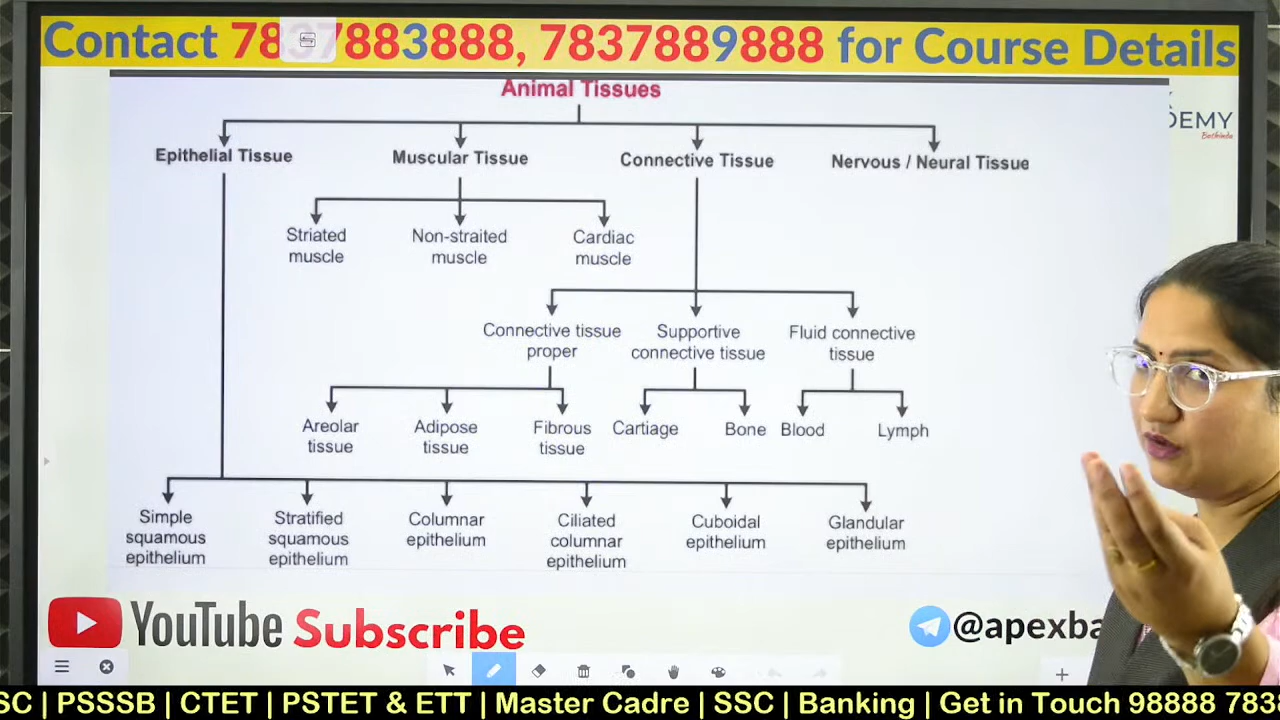 Contact 78 7883888, 7837889888 for Course Details
Animal Tissues
DEMY
Bathinda
Epithelial Tissue
Muscular Tissue
Connective Tissue
Nervous / Neural Tissue
Striated
muscle
Non-straited
muscle
Cardiac
muscle
Connective tissue
proper
Supportive
connective tissue
Fluid connective
tissue
Areolar
tissue
Adipose
tissue
Fibrous
tissue
Cartiage
Bone
Blood
Lymph
Simple
squamous
epithelium
Stratified
squamous
epithelium
Columnar
epithelium
Ciliated
columnar
epithelium
Cuboidal
epithelium
Glandular
epithelium
YouTube Subscribe
@apexba
SC | PSSSB | CTET | PSTET & ETT | Master Cadre | SSC | Banking | Get in Touch 98888 783